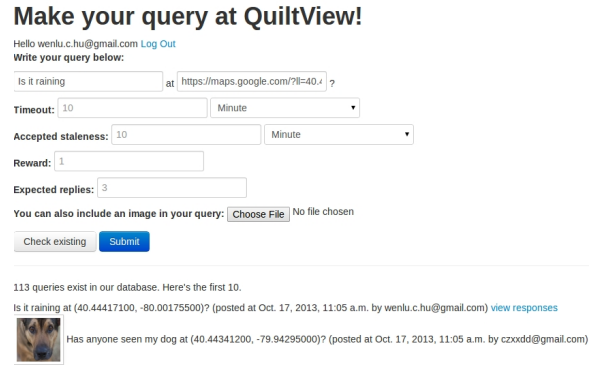 Make your query at QuiltView!
Hello wenlu.c.hu@gmail.com Log Out
Write your query below:
Is it raining at https://maps.google.com/?ll=40.4 ?
Timeout: 10 Minute
Accepted staleness: 10 Minute
Reward: 1
Expected replies: 3
You can also include an image in your query: Choose File No file chosen
Check existing Submit
113 queries exist in our database. Here's the first 10.
Is it raining at (40.44417100, -80.00175500)? (posted at Oct. 17, 2013, 11:05 a.m. by wenlu.c.hu@gmail.com) view responses
Has anyone seen my dog at (40.44341200, -79.94295000)? (posted at Oct. 17, 2013, 11:05 a.m. by czxxdd@gmail.com)